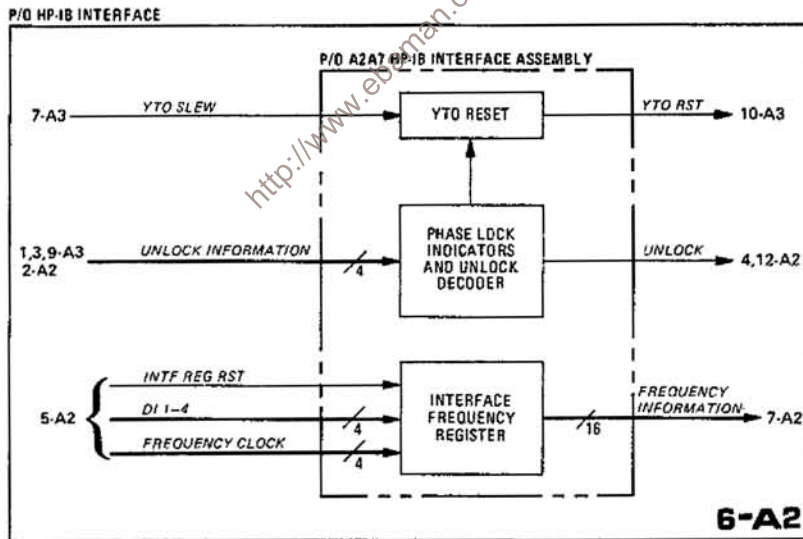 P/O HP-IB INTERFACE
P/O A2A7 HP-IB INTERFACE ASSEMBLY
7-A3
YTO SLEW
YTO RESET
YTO RST
10-A3
1,3,9-A3
2-A2
UNLOCK INFORMATION
4
PHASE LOCK
INDICATORS
AND UNLOCK
DECODER
UNLOCK
4,12-A2
5-A2
INTF REG RST
DI 1-4
4
FREQUENCY CLOCK
4
INTERFACE
FREQUENCY
REGISTER
16
FREQUENCY
INFORMATION
7-A2
6-A2